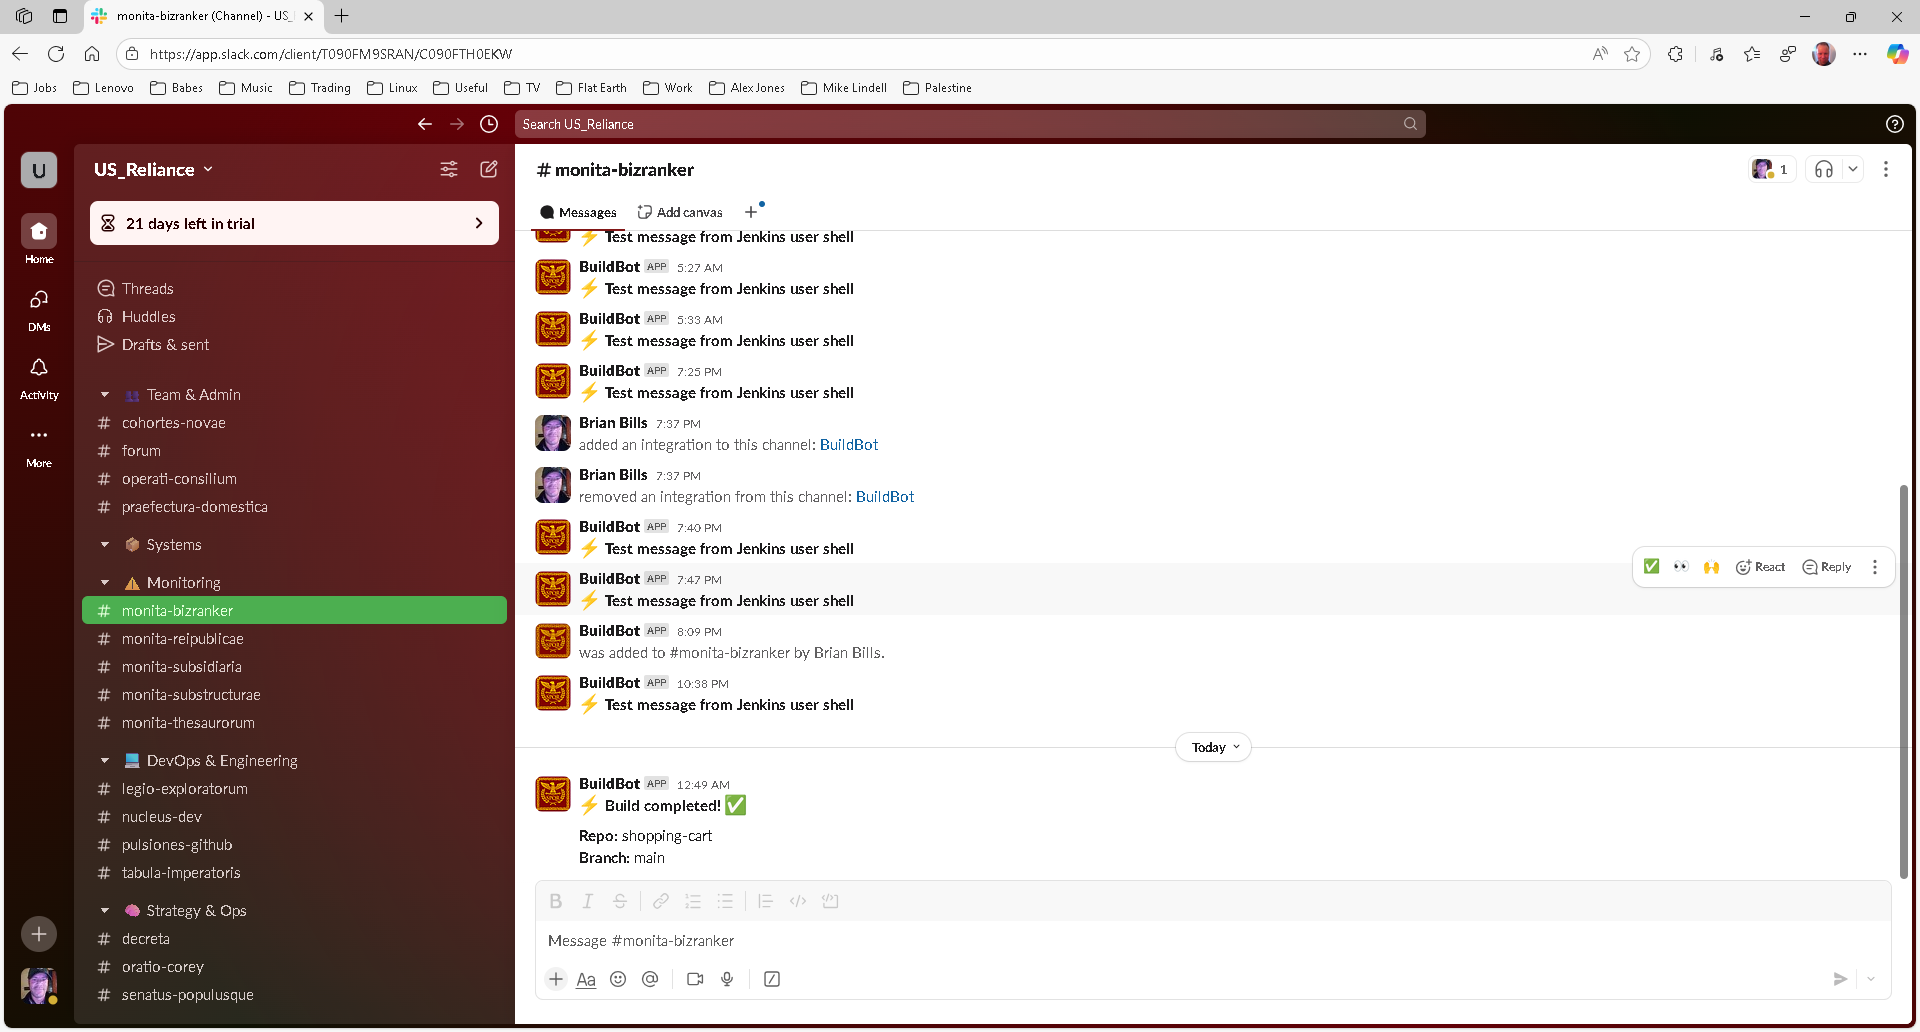 monita-bizranker (Channel) - US_
https://app.slack.com/client/T090FM9SRAN/C090FTH0EKW
Jobs Lenovo Babes Music Trading Linux Useful TV Flat Earth Work Alex Jones Mike Lindell Palestine
Search US_Reliance
U
Home
DMs
Activity
More
US_Reliance
21 days left in trial
Threads
Huddles
Drafts & sent
Team & Admin
# cohortes-novae
# forum
# operati-consilium
# praefectura-domestica
Systems
Monitoring
# monita-bizranker
# monita-reipublicae
# monita-subsidiaria
# monita-substructurae
# monita-thesaurorum
DevOps & Engineering
# legio-exploratorum
# nucleus-dev
# pulsiones-github
# tabula-imperatoris
Strategy & Ops
# decreta
# oratio-corey
# senatus-populusque
# monita-bizranker
1
Messages Add canvas
⚡ Test message from Jenkins user shell
BuildBot APP 5:27 AM
⚡ Test message from Jenkins user shell
BuildBot APP 5:33 AM
⚡ Test message from Jenkins user shell
BuildBot APP 7:25 PM
⚡ Test message from Jenkins user shell
Brian Bills 7:37 PM
added an integration to this channel: BuildBot
Brian Bills 7:37 PM
removed an integration from this channel: BuildBot
BuildBot APP 7:40 PM
⚡ Test message from Jenkins user shell
React Reply
BuildBot APP 7:47 PM
⚡ Test message from Jenkins user shell
BuildBot APP 8:09 PM
was added to #monita-bizranker by Brian Bills.
BuildBot APP 10:38 PM
⚡ Test message from Jenkins user shell
Today
BuildBot APP 12:49 AM
⚡ Build completed! ✅
Repo: shopping-cart
Branch: main
Message #monita-bizranker
Aa